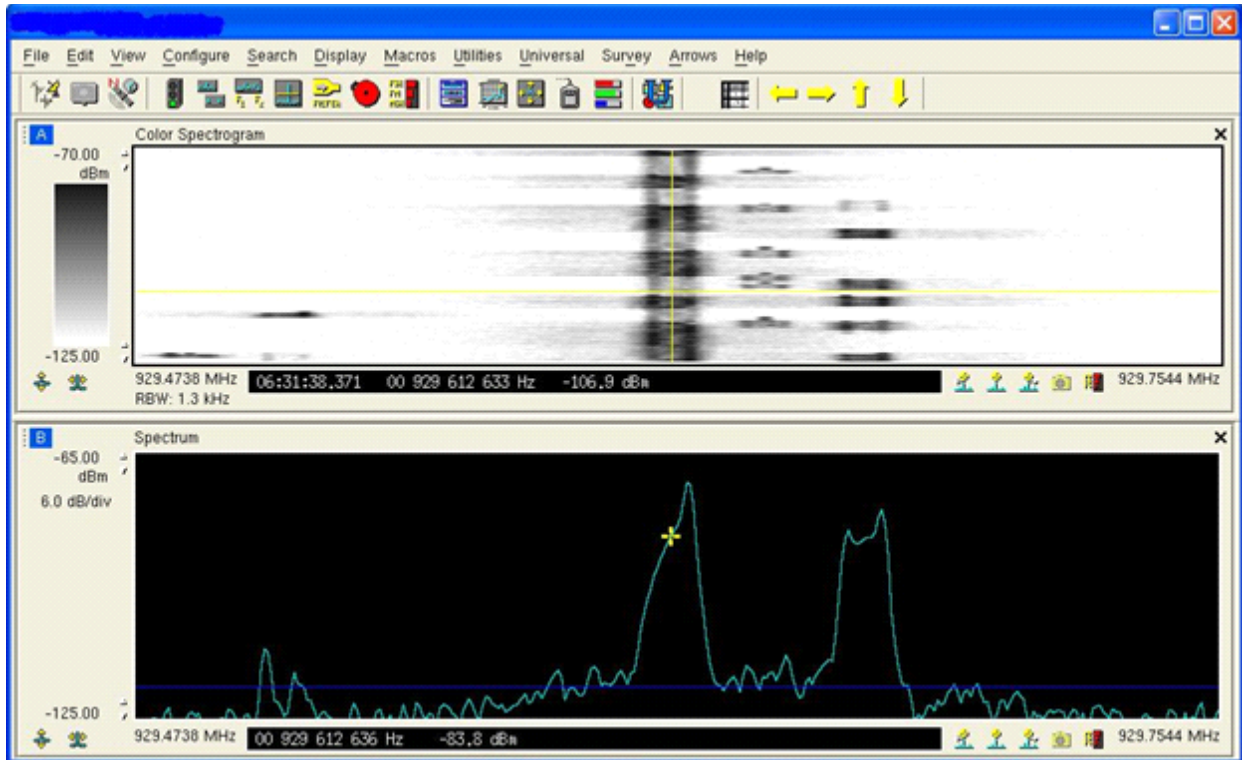 File Edit View Configure Search Display Macros Utilities Universal Survey Arrows Help
A Color Spectrogram
-70.00
dBm
-125.00
929.4738 MHz 06:31:38.371 00 929 612 633 Hz -106.9 dBm 929.7544 MHz
RBW: 1.3 kHz
B Spectrum
-65.00
dBm
6.0 dB/div
-125.00
929.4738 MHz 00 929 612 636 Hz -83.8 dBm 929.7544 MHz